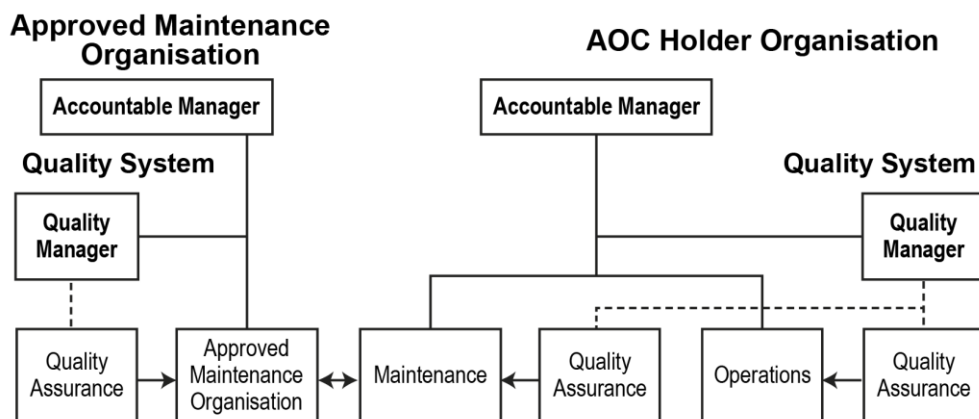 Approved Maintenance
Organisation
AOC Holder Organisation
Accountable Manager
Accountable Manager
Quality System
Quality System
Quality
Manager
Quality
Manager
Quality
Assurance
Approved
Maintenance
Organisation
Maintenance
Quality
Assurance
Operations
Quality
Assurance